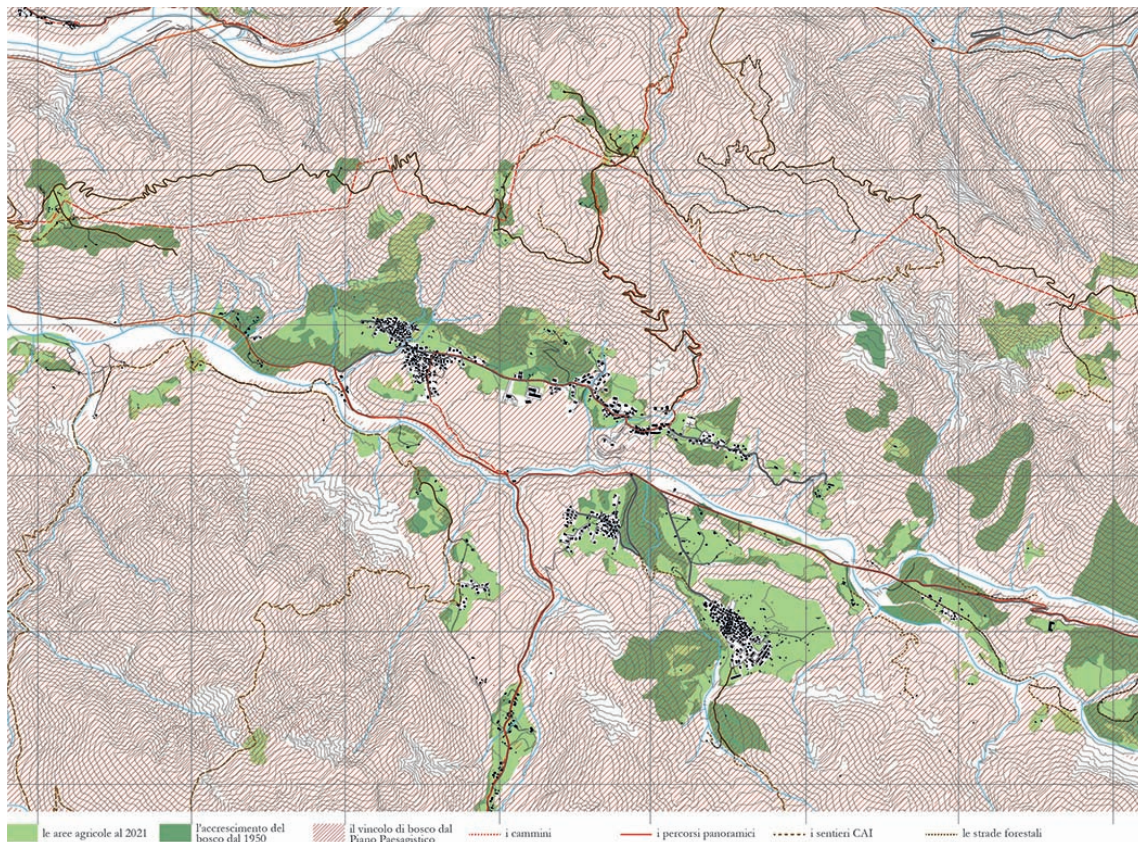 le aree agricole al 2021
l'accrescimento del
bosco dal 1950
il vincolo di bosco dal
Piano Paesagistico
i cammini
i percorsi panoramici
i sentieri CAI
le strade forestali